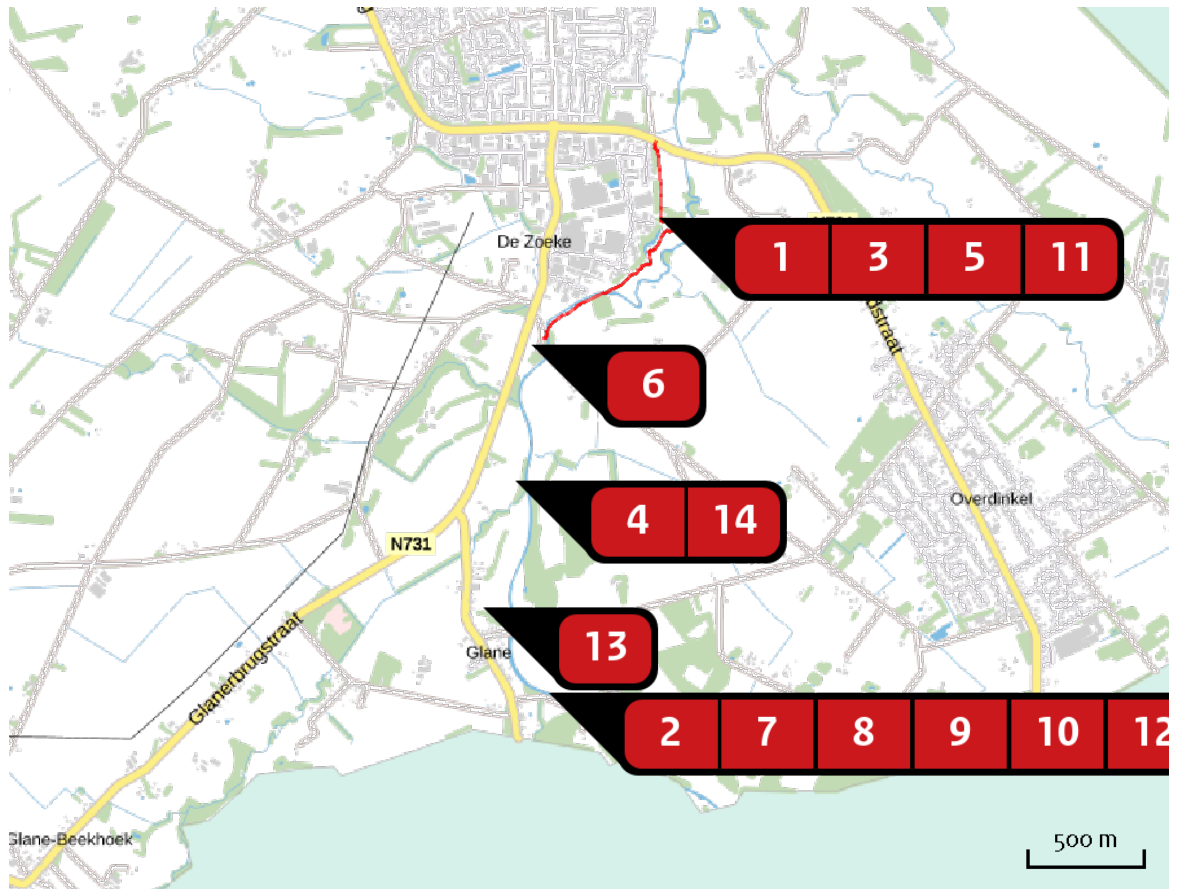 De Zoeke
1 3 5 11
6
4 14
Overdinkel
N731
13
Glane
Glanerbrugstraat
2 7 8 9 10 12
500 m
Glane-Beekhoek